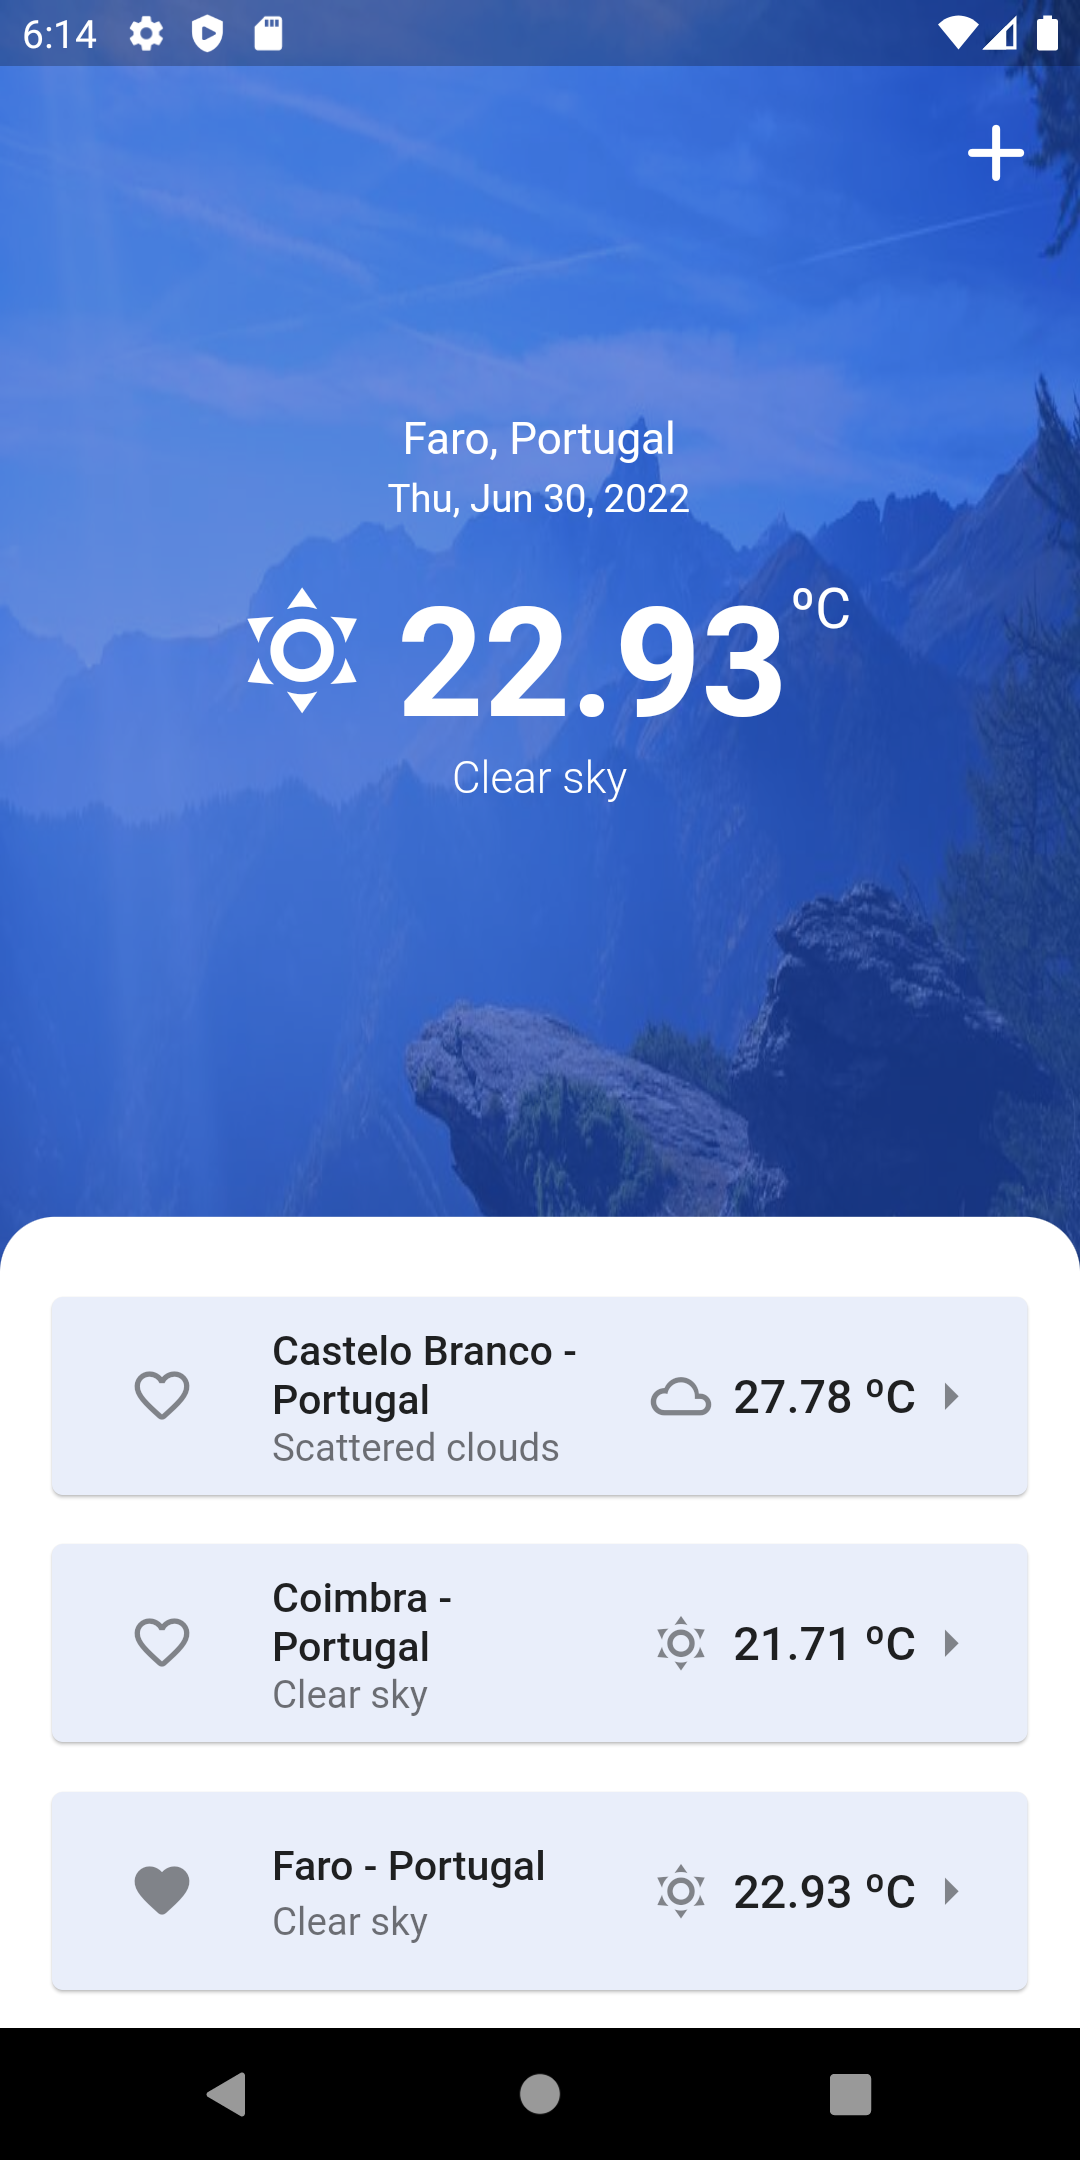 6:14
Faro, Portugal
Thu, Jun 30, 2022
22.93 ºC
Clear sky
Castelo Branco -
Portugal
Scattered clouds
27.78 ºC
Coimbra -
Portugal
Clear sky
21.71 ºC
Faro - Portugal
Clear sky
22.93 ºC